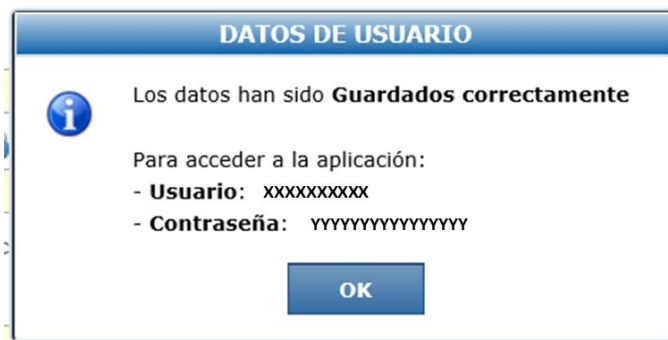 DATOS DE USUARIO
Los datos han sido Guardados correctamente
Para acceder a la aplicación:
- Usuario: XXXXXXXXXX
- Contraseña: YYYYYYYYYYYYYYYY
OK